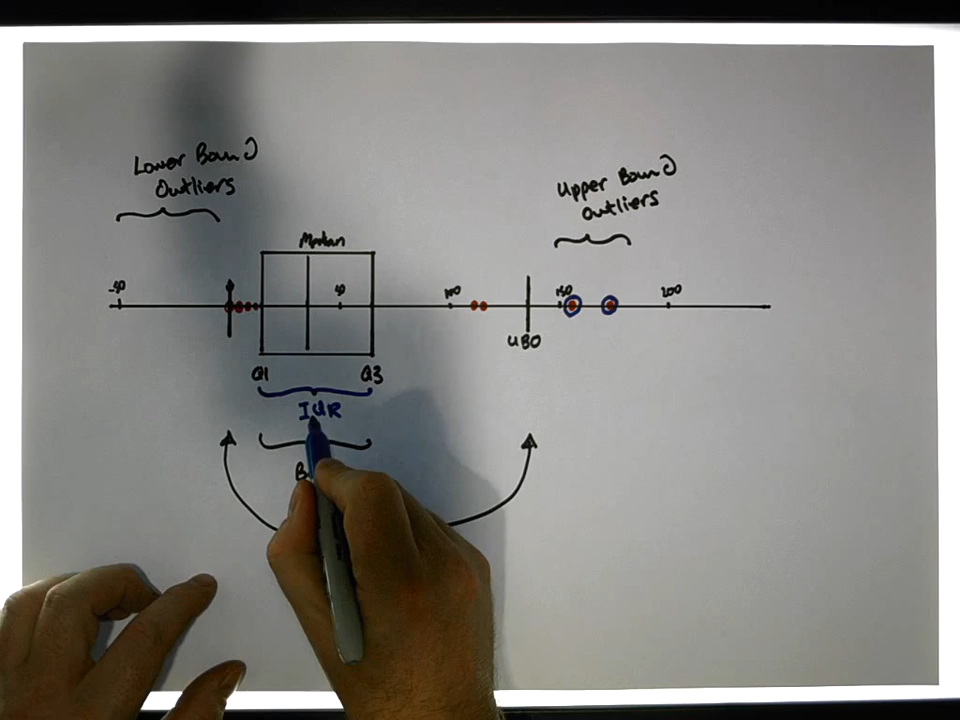 Lower Bound
Outliers
Upper Bound
Outliers
Median
-50
50
100
150
200
UBO
Q1
Q3
IQR